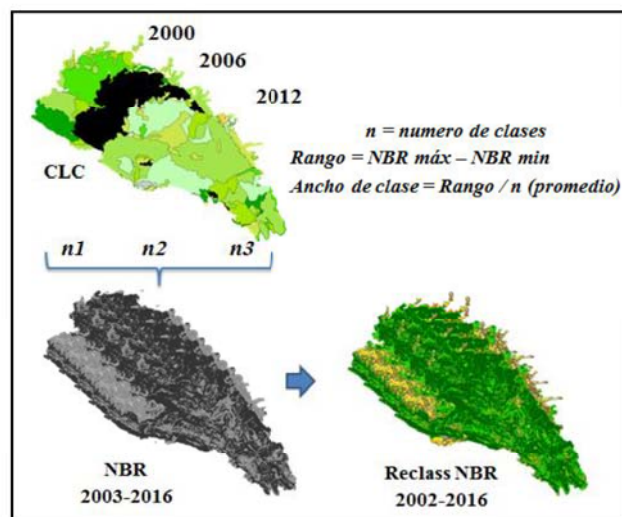 2000
2006
2012
n = numero de clases
Rango = NBR máx – NBR min
Ancho de clase = Rango / n (promedio)
CLC
n1 n2 n3
NBR
2003-2016
Reclass NBR
2002-2016